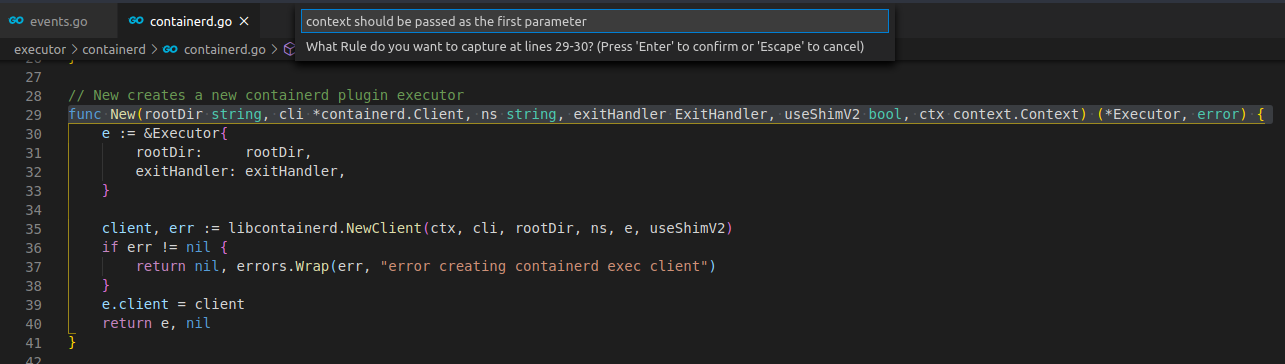 events.go
containerd.go
context should be passed as the first parameter
executor > containerd > containerd.go >
What Rule do you want to capture at lines 29-30? (Press 'Enter' to confirm or 'Escape' to cancel)
26 }
27
28 // New creates a new containerd plugin executor
29 func New(rootDir string, cli *containerd.Client, ns string, exitHandler ExitHandler, useShimV2 bool, ctx context.Context) (*Executor, error) {
30 e := &Executor{
31 rootDir: rootDir,
32 exitHandler: exitHandler,
33 }
34
35 client, err := libcontainerd.NewClient(ctx, cli, rootDir, ns, e, useShimV2)
36 if err != nil {
37 return nil, errors.Wrap(err, "error creating containerd exec client")
38 }
39 e.client = client
40 return e, nil
41 }
42